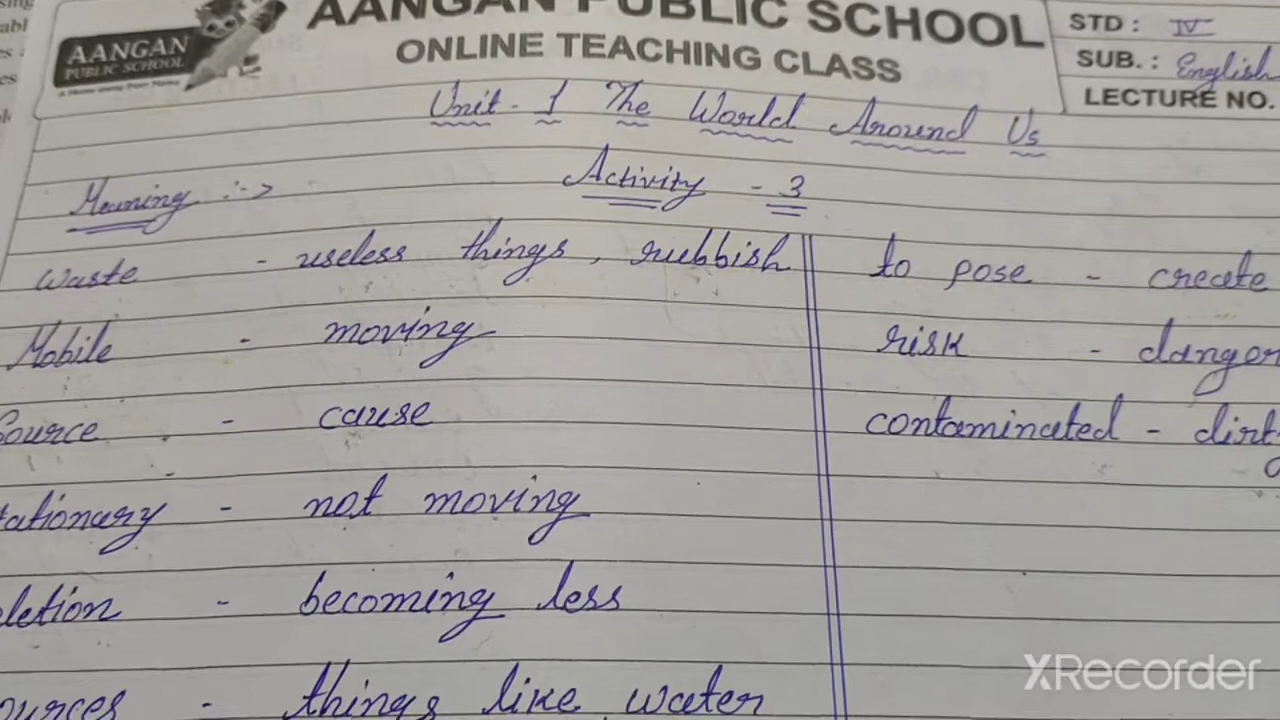 AANGAN PUBLIC SCHOOL
ONLINE TEACHING CLASS
AANGAN
PUBLIC SCHOOL
STD : IV
SUB. : English
LECTURE NO.
Unit - 1 The World Around Us
Activity - 3
Meaning :->
Waste - useless things, rubbish
Mobile - moving
Source - cause
tationary - not moving
letion - becoming less
ources - things like water
to pose - create
risk - danger
contaminated - dirty
XRecorder